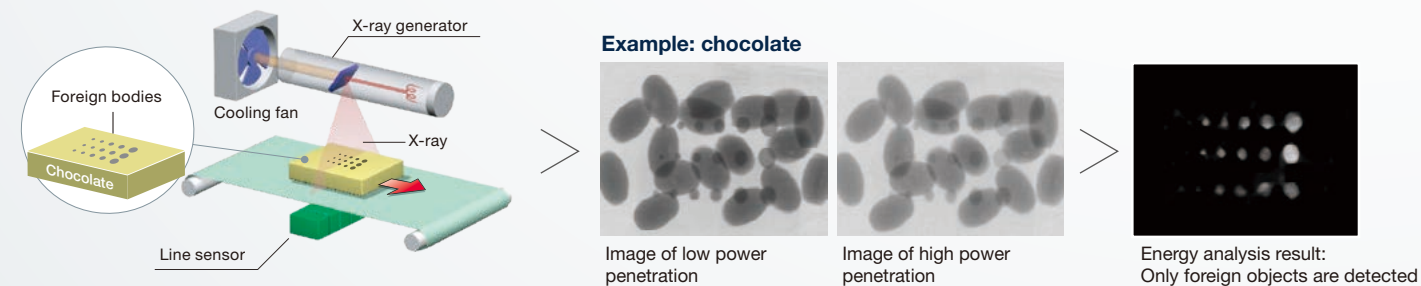 X-ray generator
Foreign bodies
Cooling fan
X-ray
Chocolate
Line sensor
Example: chocolate
Image of low power
penetration
Image of high power
penetration
Energy analysis result:
Only foreign objects are detected